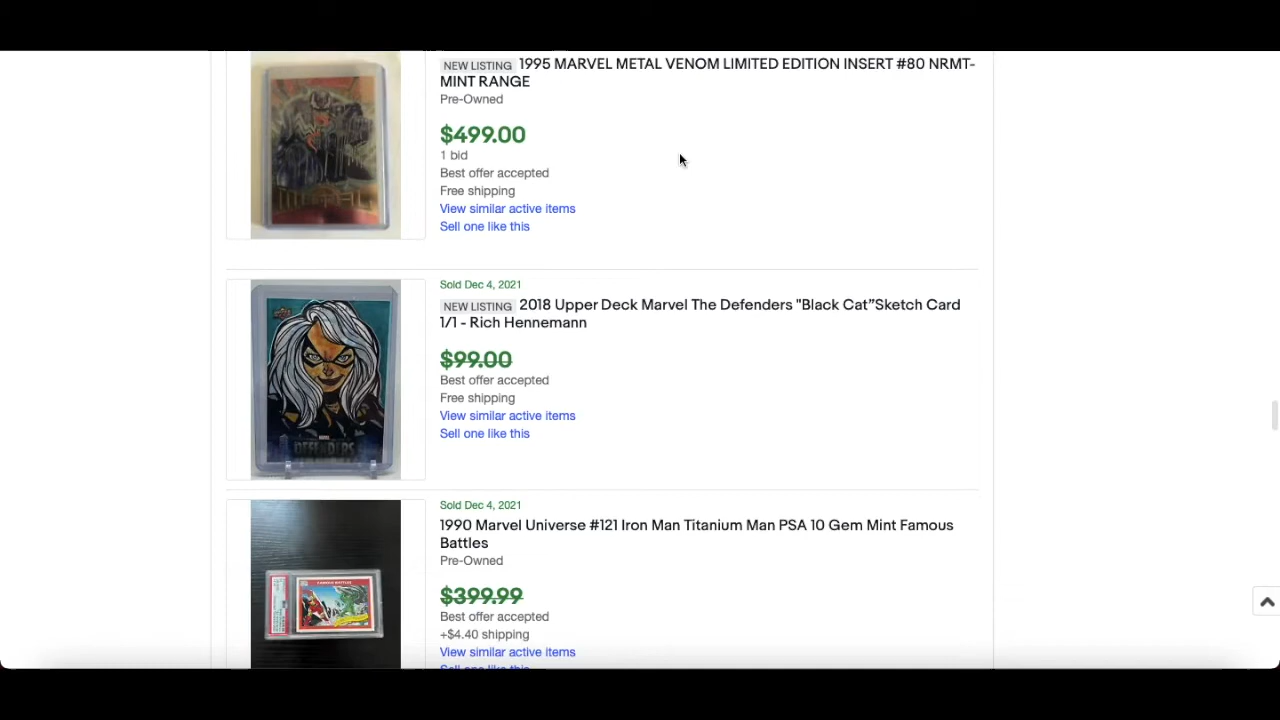 NEW LISTING 1995 MARVEL METAL VENOM LIMITED EDITION INSERT #80 NRMT-
MINT RANGE
Pre-Owned
$499.00
1 bid
Best offer accepted
Free shipping
View similar active items
Sell one like this
Sold Dec 4, 2021
NEW LISTING 2018 Upper Deck Marvel The Defenders "Black Cat”Sketch Card
1/1 - Rich Hennemann
$99.00
Best offer accepted
Free shipping
View similar active items
Sell one like this
DEFENDERS
Sold Dec 4, 2021
1990 Marvel Universe #121 Iron Man Titanium Man PSA 10 Gem Mint Famous
Battles
Pre-Owned
$399.99
Best offer accepted
+$4.40 shipping
View similar active items
Sell one like this